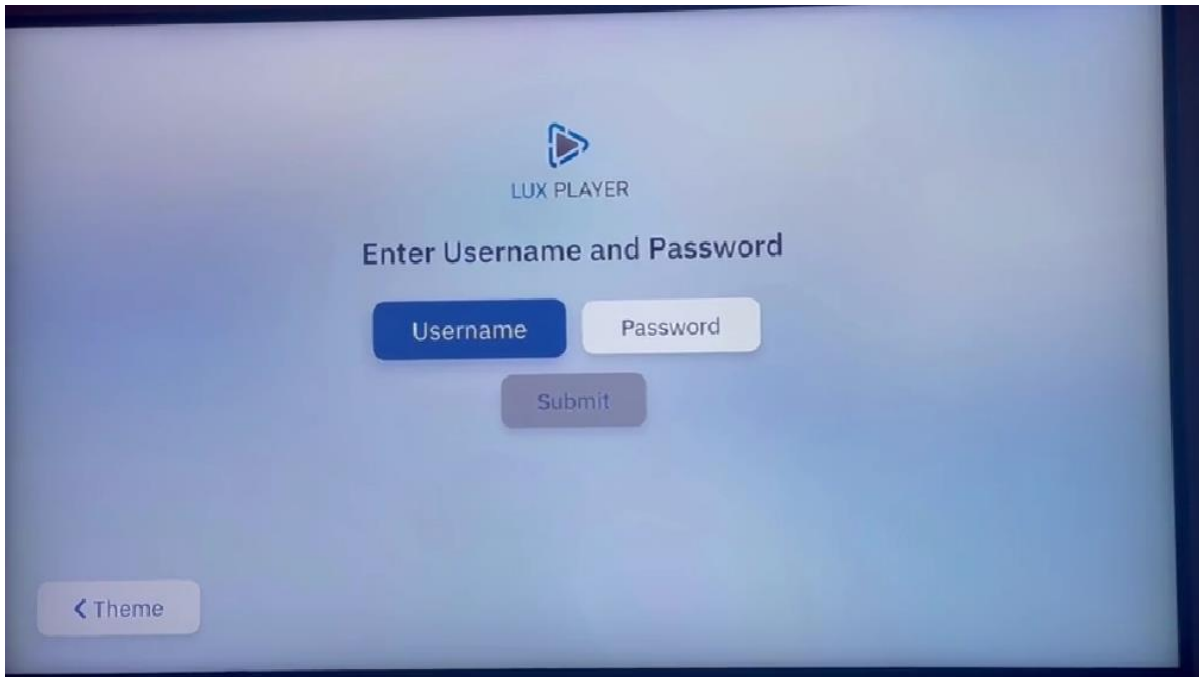 LUX PLAYER
Enter Username and Password
Username Password
Submit
Theme